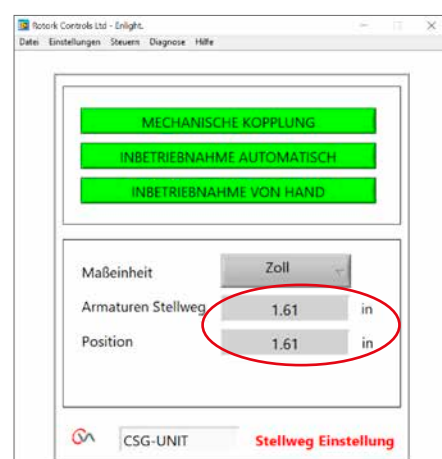 Rotork Controls Ltd - Enlight.
Datei Einstellungen Steuern Diagnose Hilfe
MECHANISCHE KOPPLUNG
INBETRIEBNAHME AUTOMATISCH
INBETRIEBNAHME VON HAND
Maßeinheit Zoll
Armaturen Stellweg 1.61 in
Position 1.61 in
CSG-UNIT Stellweg Einstellung